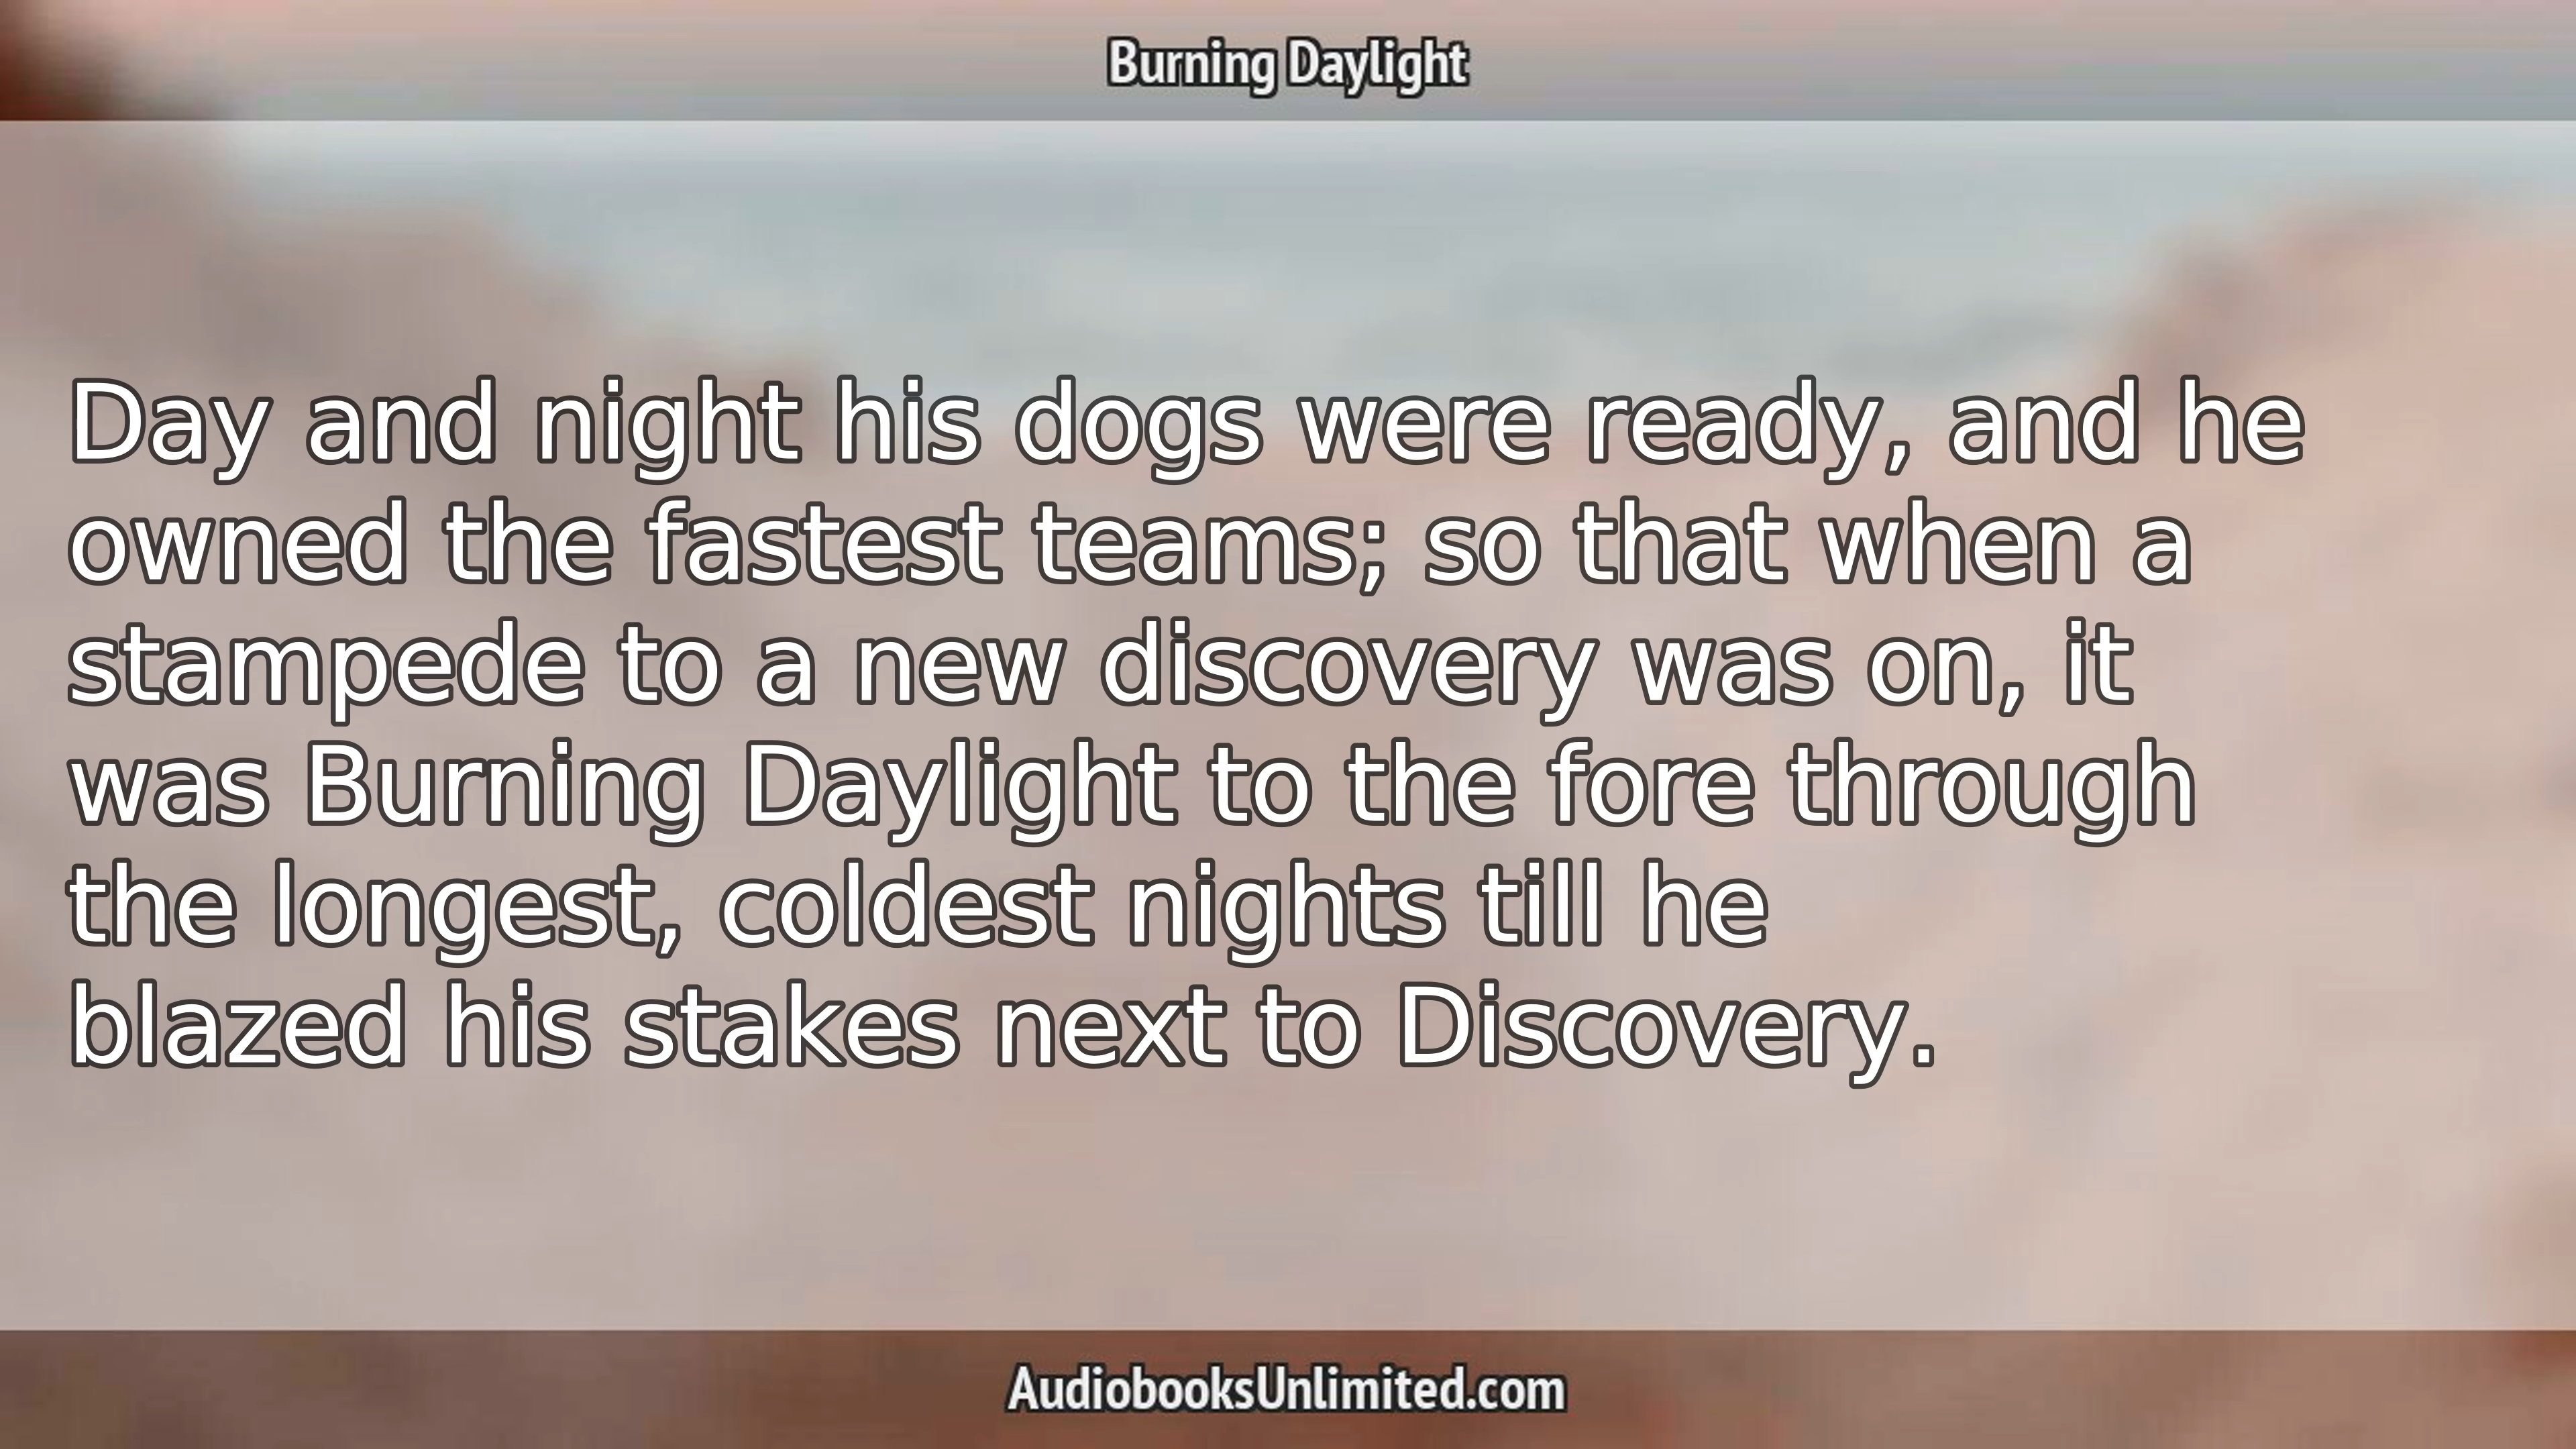 Burning Daylight
Day and night his dogs were ready, and he
owned the fastest teams; so that when a
stampede to a new discovery was on, it
was Burning Daylight to the fore through
the longest, coldest nights till he
blazed his stakes next to Discovery.
AudiobooksUnlimited.com